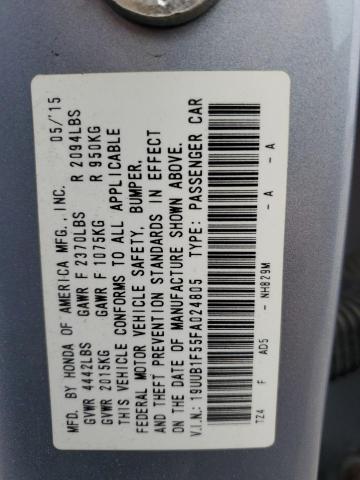 MFD. BY HONDA OF AMERICA MFG., INC. 05/'15
GVWR 4442LBS GAWR F 2370LBS R 2094LBS
GVWR 2015KG GAWR F 1075KG R 950KG
THIS VEHICLE CONFORMS TO ALL APPLICABLE
FEDERAL MOTOR VEHICLE SAFETY, BUMPER,
AND THEFT PREVENTION STANDARDS IN EFFECT
ON THE DATE OF MANUFACTURE SHOWN ABOVE.
V.I.N.: 19UUB1F55FA024805 TYPE: PASSENGER CAR
TZ4 F AD5 - NH829M - A - A